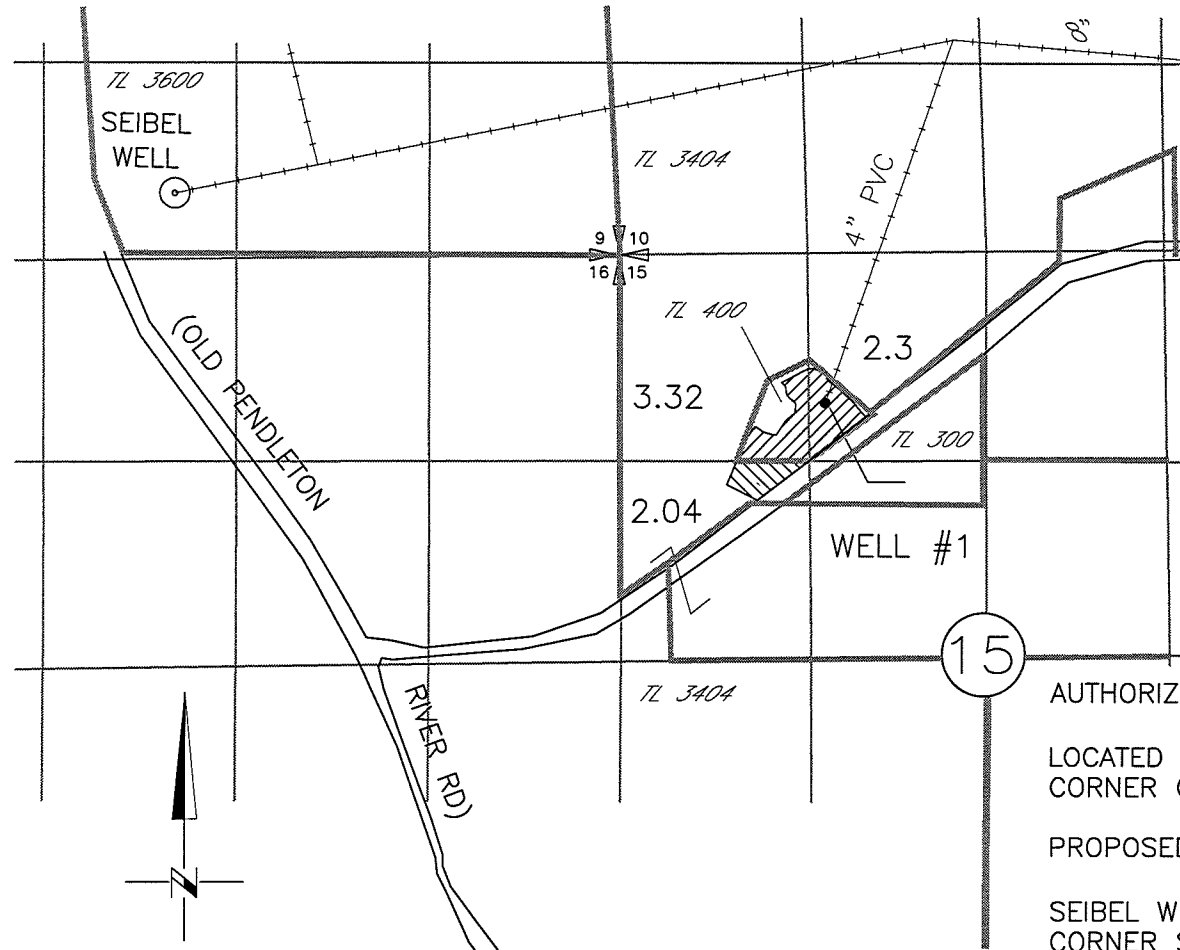 TL 3600
SEIBEL
WELL
TL 3404
4" PVC
8"
9 10
16 15
TL 400
(OLD PENDLETON
3.32
2.3
TL 300
2.04
WELL #1
15
TL 3404
RIVER RD)
N
AUTHORIZ
LOCATED
CORNER
PROPOSED
SEIBEL W
CORNER S